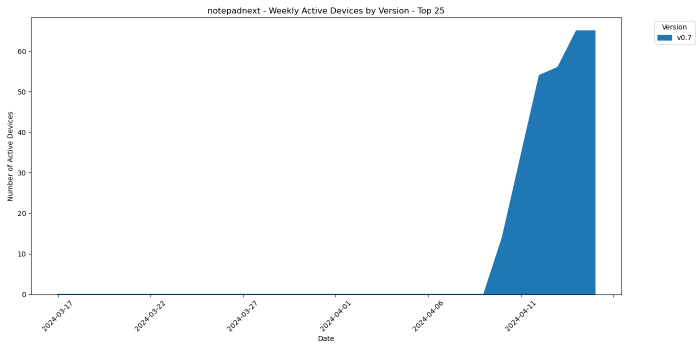 notepadnext - Weekly Active Devices by Version - Top 25
Version
v0.7
Number of Active Devices
60
50
40
30
20
10
0
2024-03-17
2024-03-22
2024-03-27
2024-04-01
2024-04-06
2024-04-11
Date